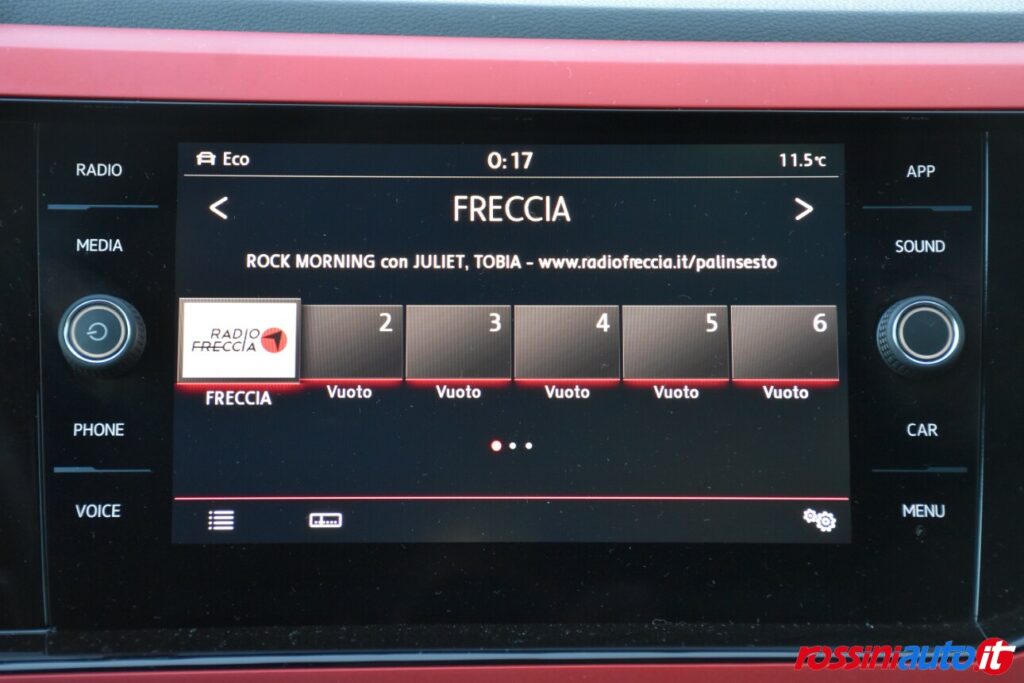 RADIO
MEDIA
PHONE
VOICE
Eco 0:17 11.5°C
< FRECCIA >
ROCK MORNING con JULIET, TOBIA - www.radiofreccia.it/palinsesto
RADIO
FRECCIA
2 3 4 5 6
FRECCIA Vuoto Vuoto Vuoto Vuoto Vuoto
APP
SOUND
CAR
MENU
rossiniauto.it